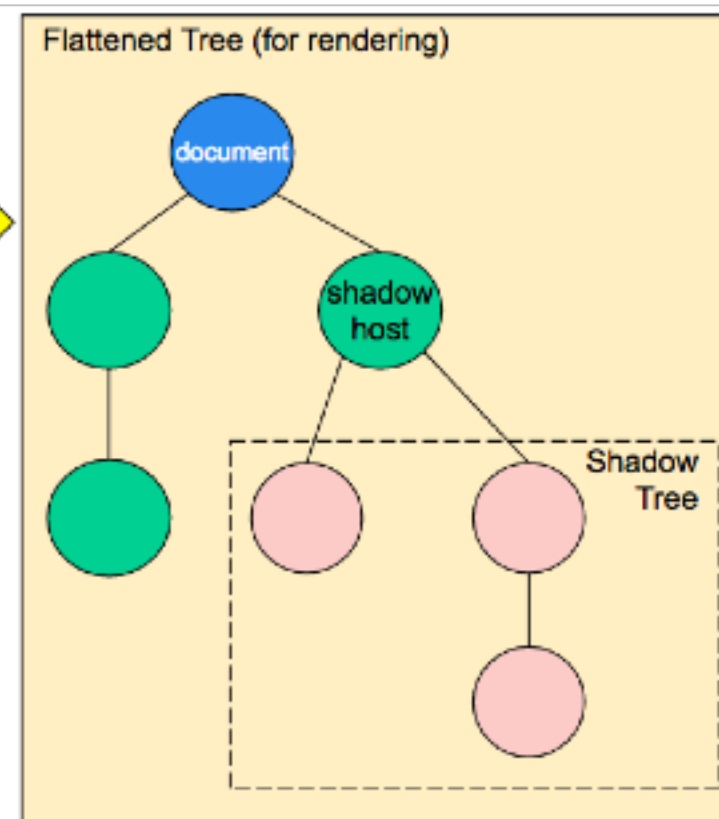 Flattened Tree (for rendering)
document
shadow
host
Shadow
Tree